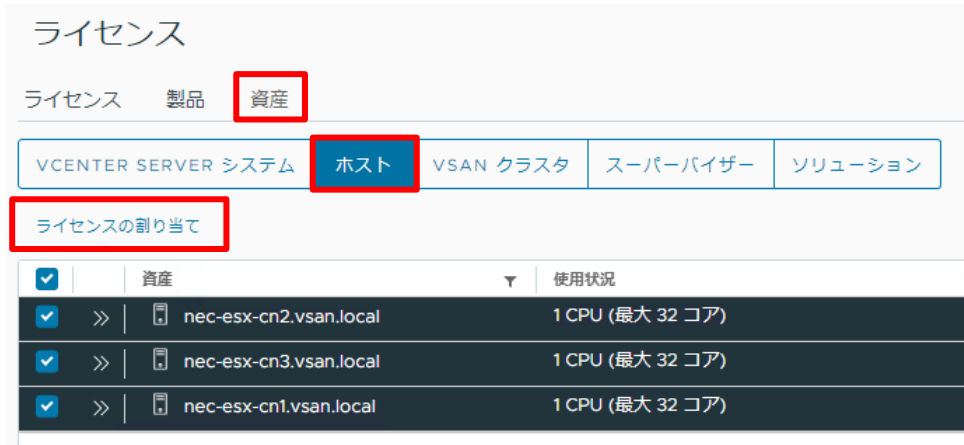 ライセンス
ライセンス 製品 資産
VCENTER SERVER システム ホスト VSAN クラスタ スーパーバイザー ソリューション
ライセンスの割り当て
資産 使用状況
nec-esx-cn2.vsan.local 1 CPU (最大 32 コア)
nec-esx-cn3.vsan.local 1 CPU (最大 32 コア)
nec-esx-cn1.vsan.local 1 CPU (最大 32 コア)